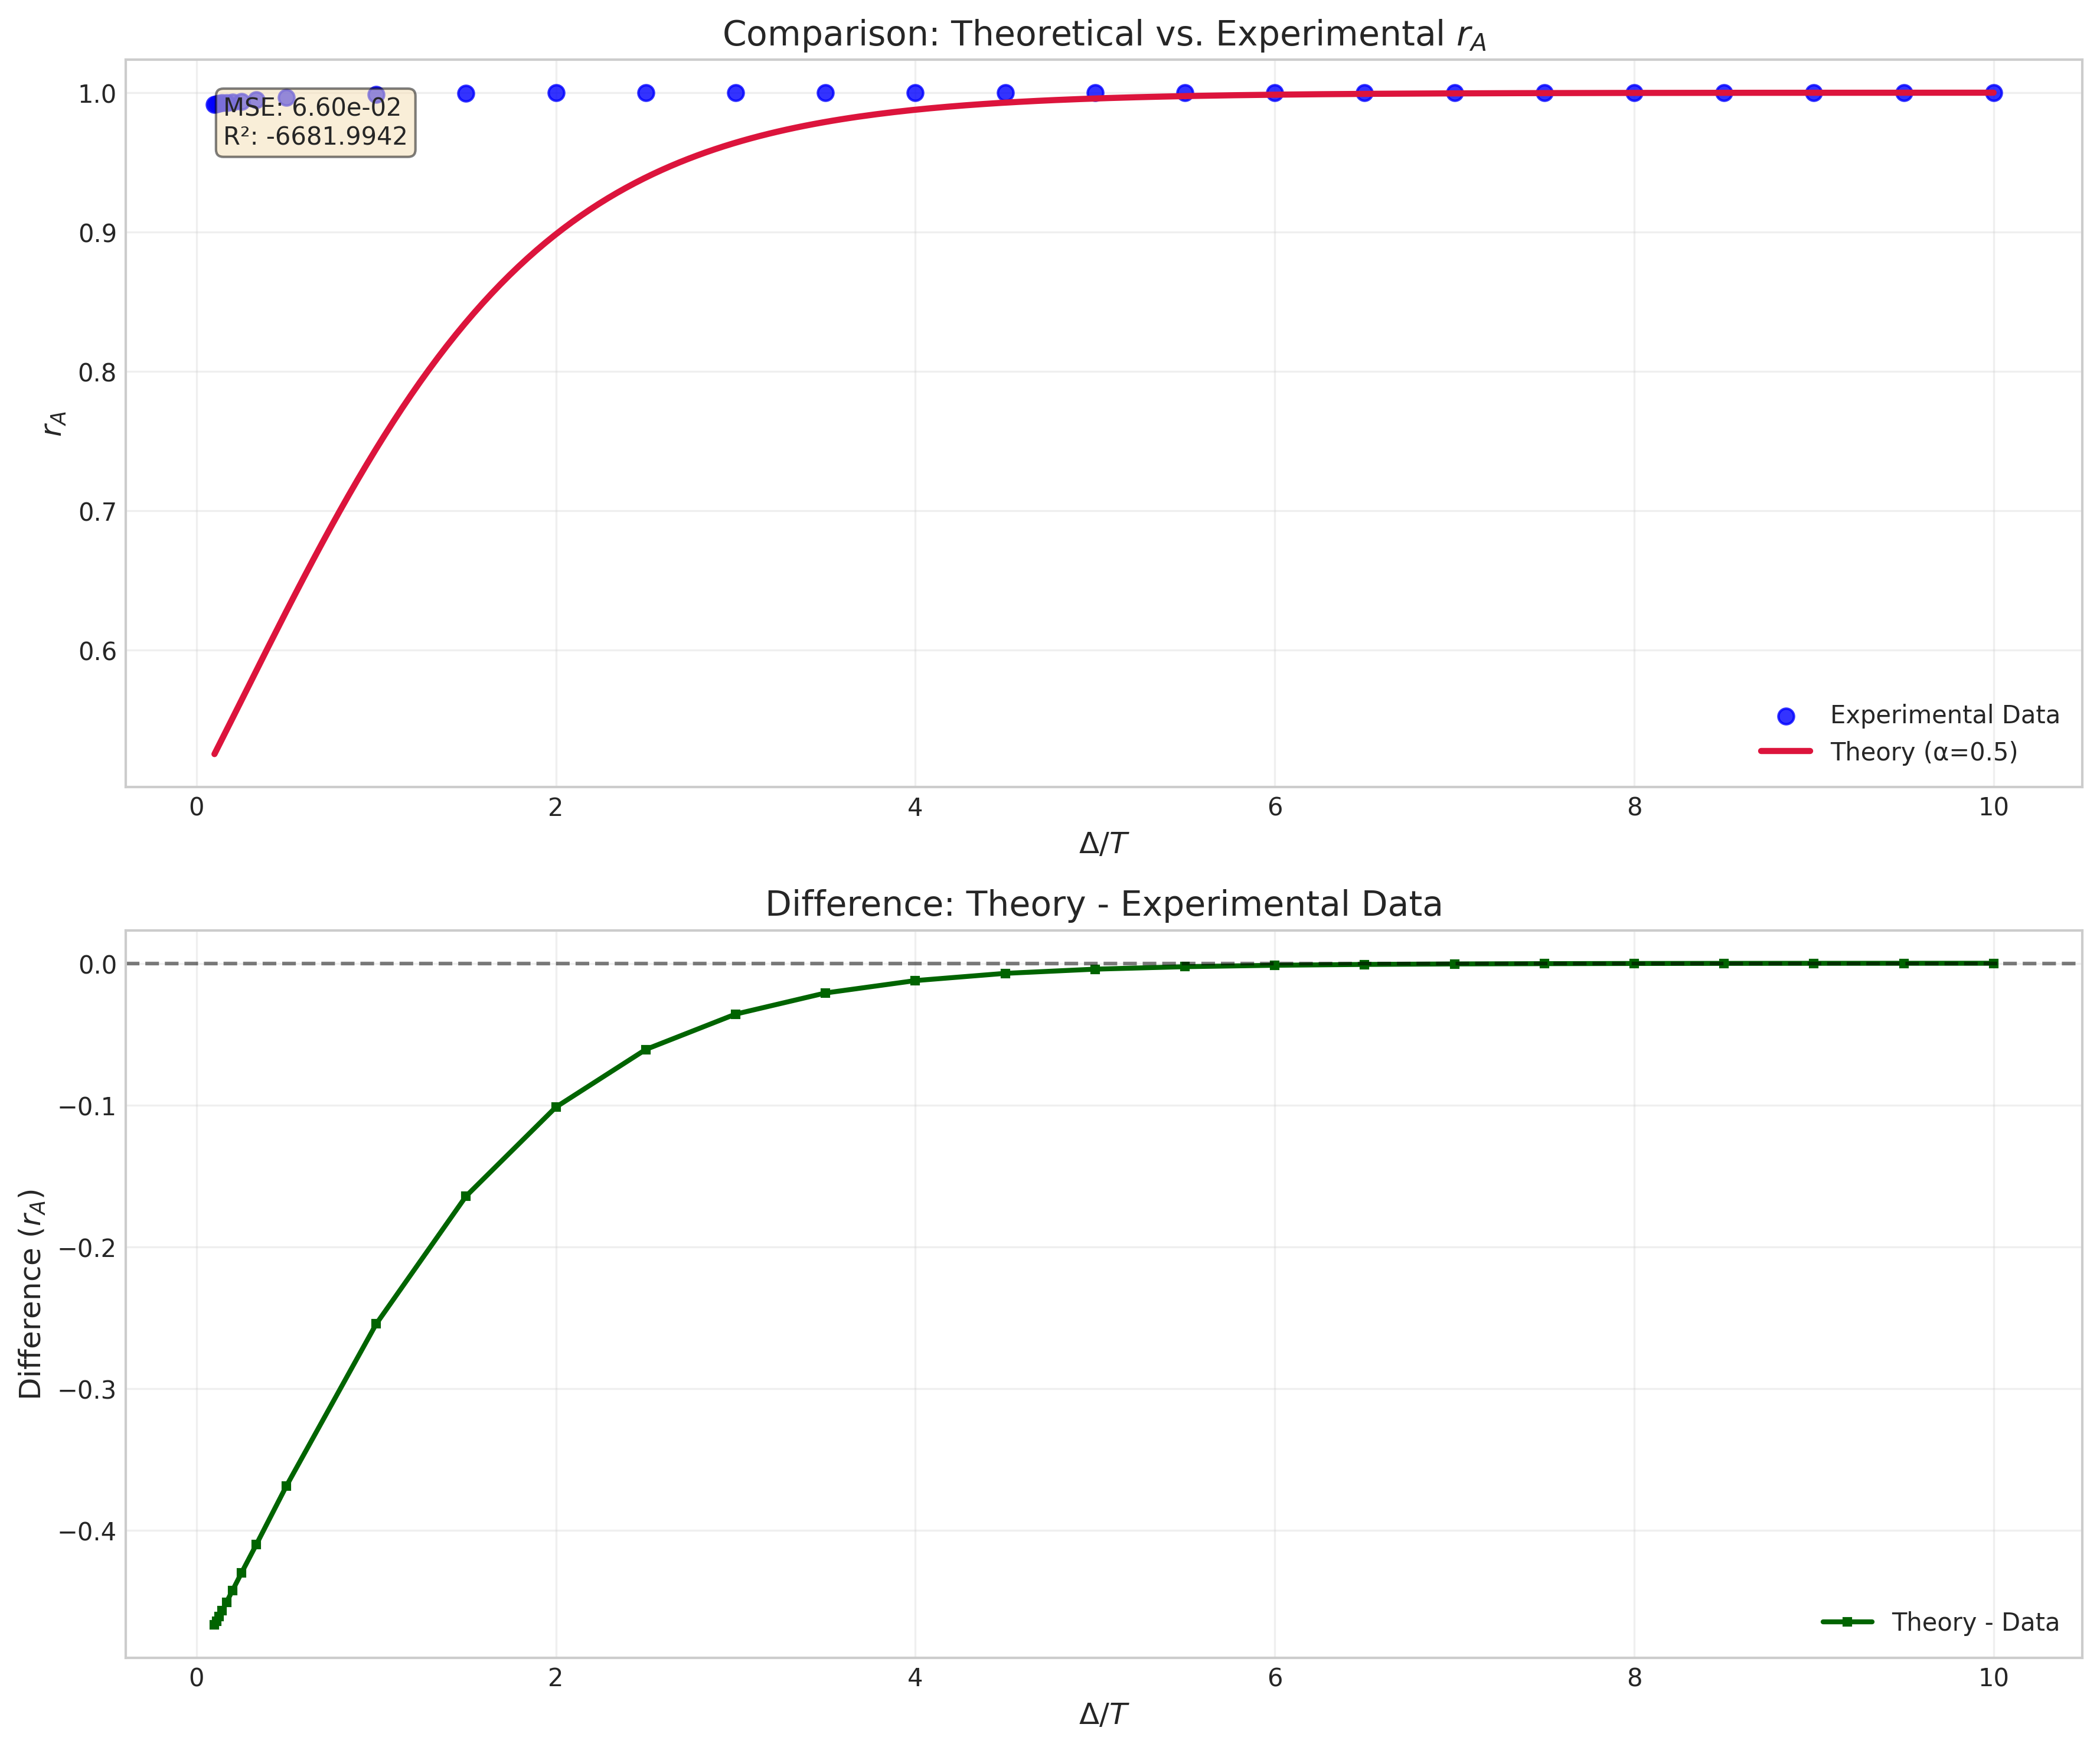 Comparison: Theoretical vs. Experimental r_A
1.0
0.9
0.8
0.7
0.6
r_A
MSE: 6.60e-02
R²: -6681.9942
Experimental Data
Theory (α=0.5)
0 2 4 6 8 10
Δ/T
Difference: Theory - Experimental Data
0.0
−0.1
−0.2
−0.3
−0.4
Difference (r_A)
Theory - Data
0 2 4 6 8 10
Δ/T